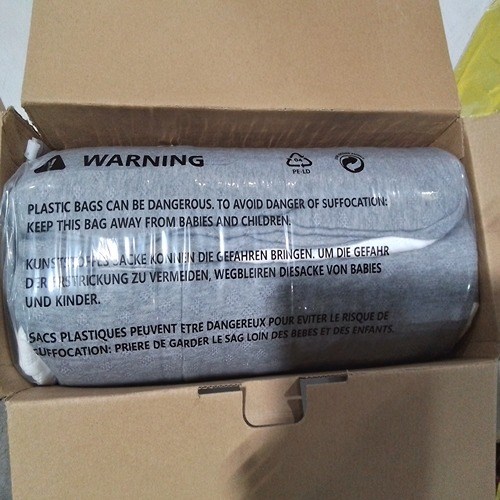 WARNING
04
PE-LD
PLASTIC BAGS CAN BE DANGEROUS. TO AVOID DANGER OF SUFFOCATION:
KEEP THIS BAG AWAY FROM BABIES AND CHILDREN.
KUNSTSTOFFES SACKE KONNEN DIE GEFAHREN BRINGEN. UM DIE GEFAHR
DER ERSTRICKUNG ZU VERMEIDEN, WEGBLEIREN DIESACKE VON BABIES
UND KINDER.
SACS PLASTIQUES PEUVENT ETRE DANGEREUX POUR EVITER LE RISQUE DE
SUFFOCATION: PRIERE DE GARDER LE SAG LOIN DES BEBES ET DES ENFANTS.